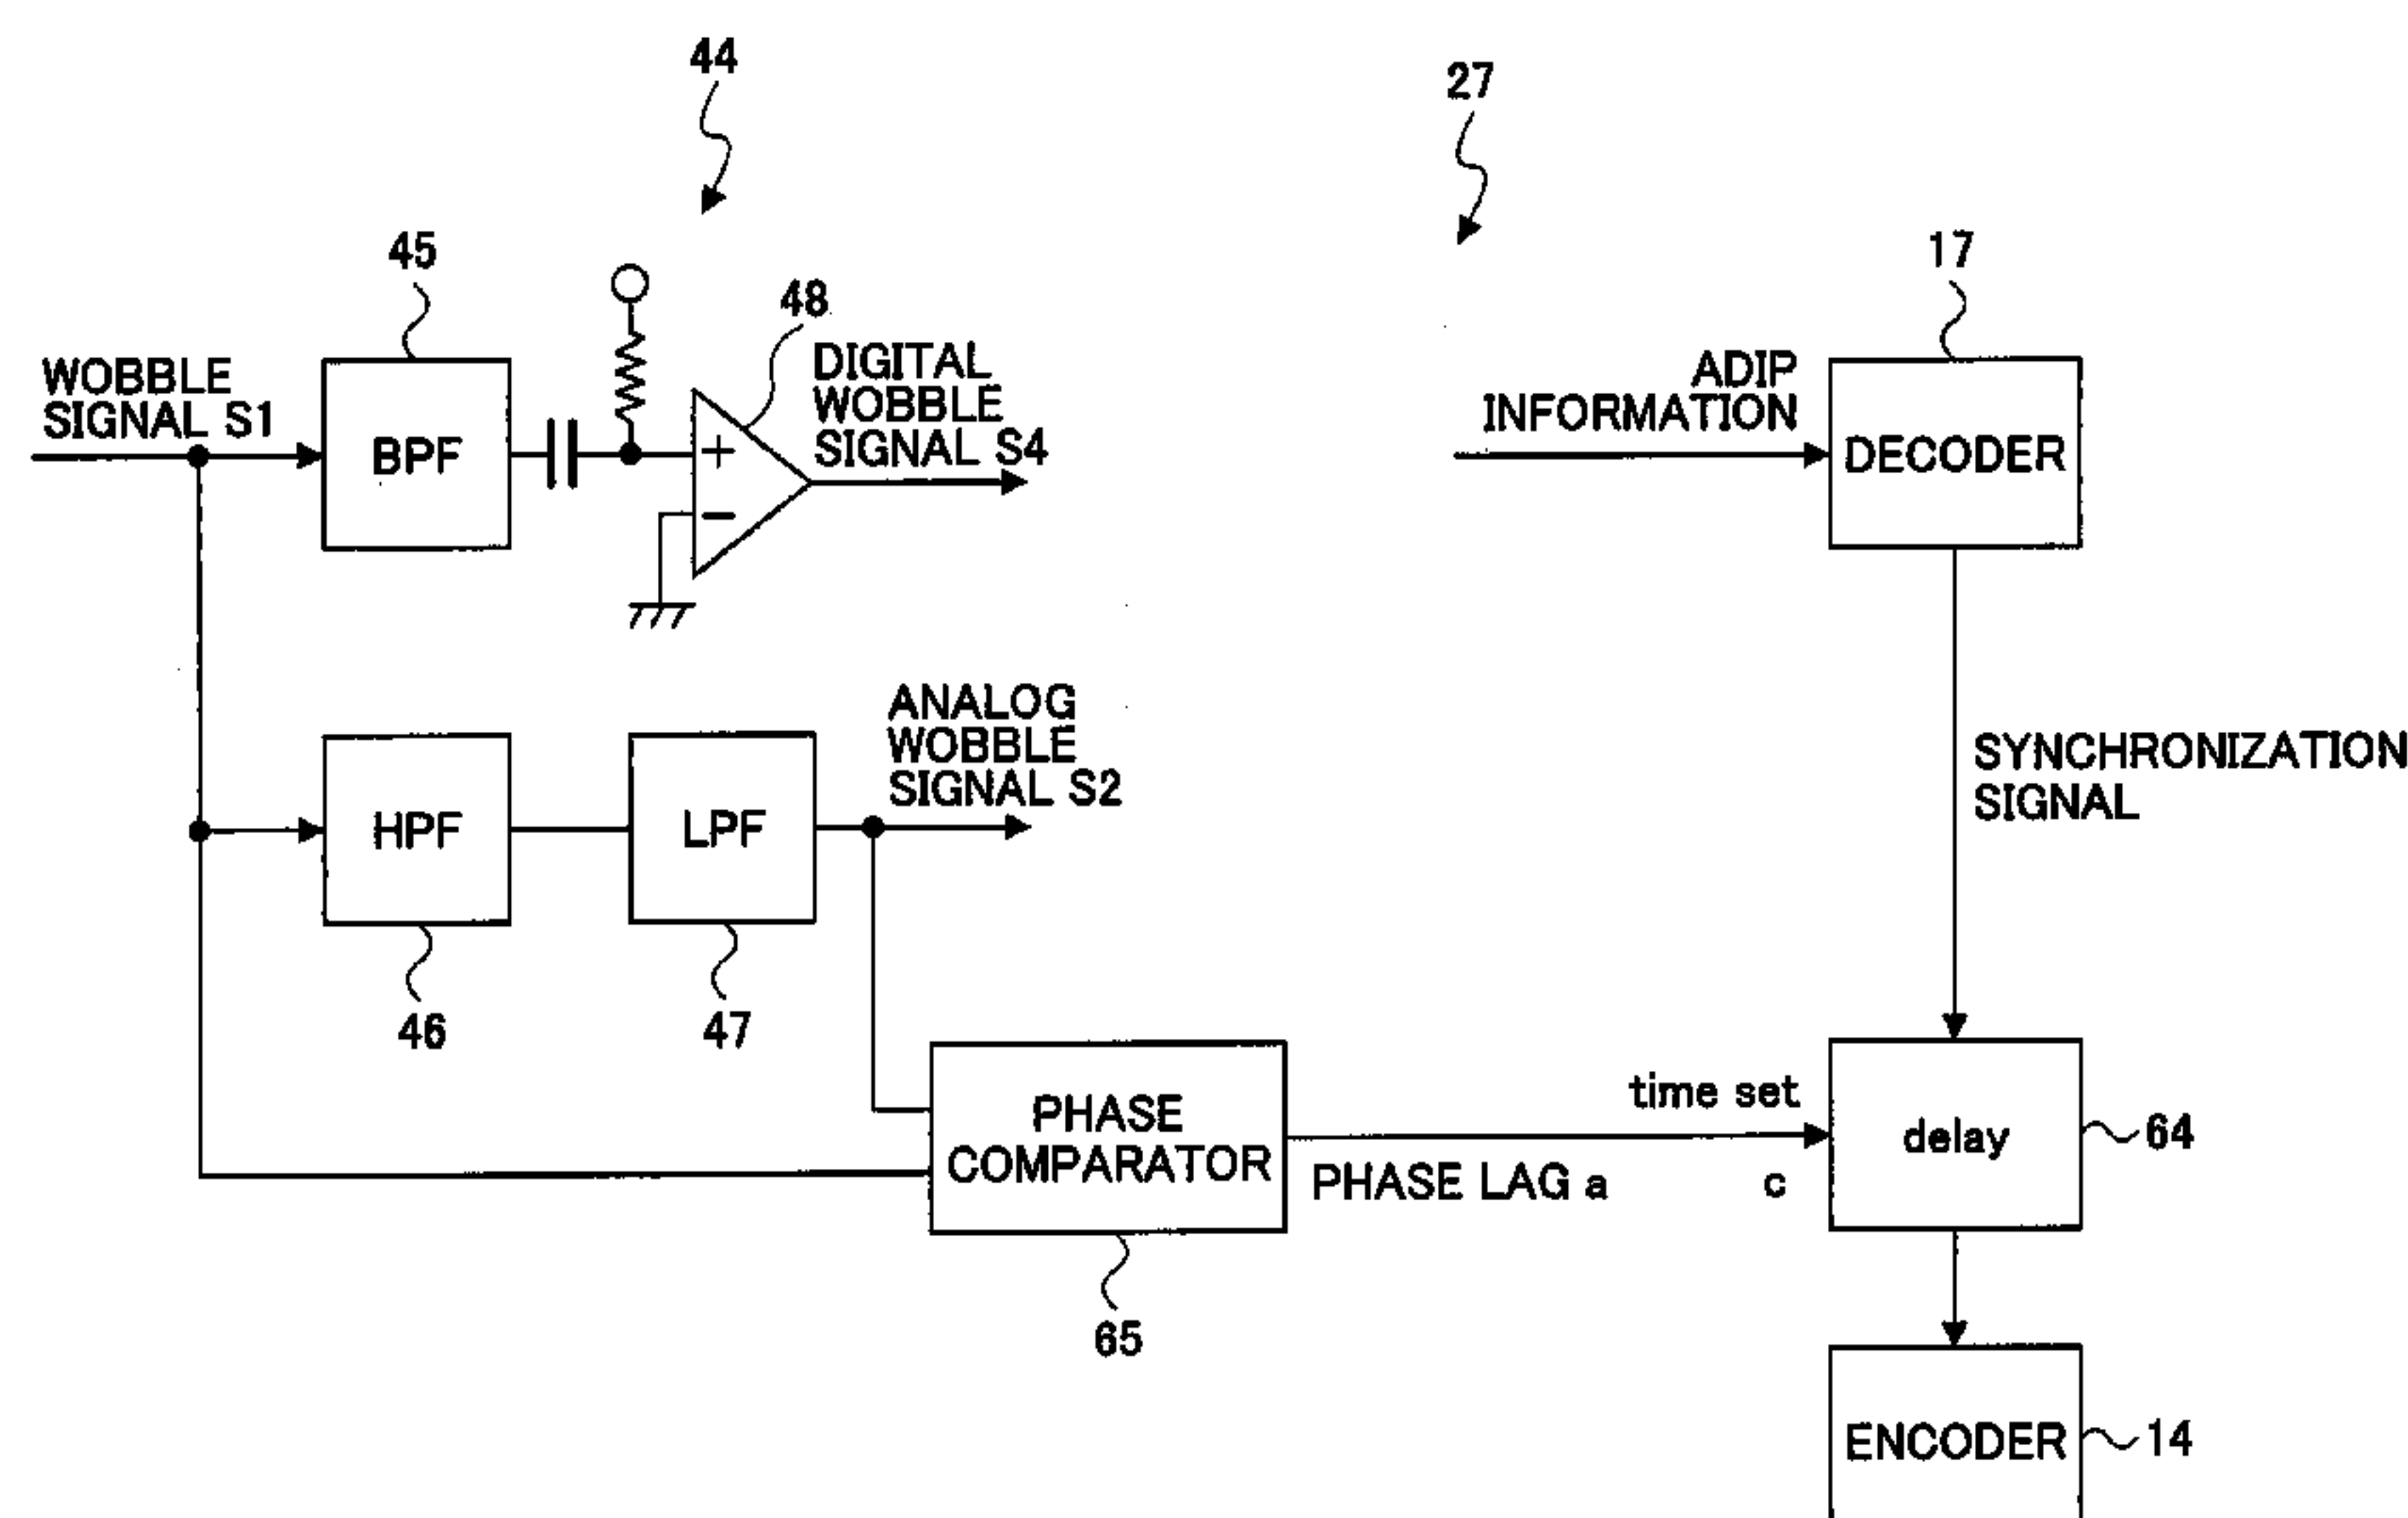 44
27
45
48
17
WOBBLE
SIGNAL S1
BPF
+
−
DIGITAL
WOBBLE
SIGNAL S4
ADIP
INFORMATION
DECODER
ANALOG
WOBBLE
SIGNAL S2
SYNCHRONIZATION
SIGNAL
HPF
LPF
46
47
PHASE
COMPARATOR
65
time set
PHASE LAG a
c
delay
64
ENCODER
14